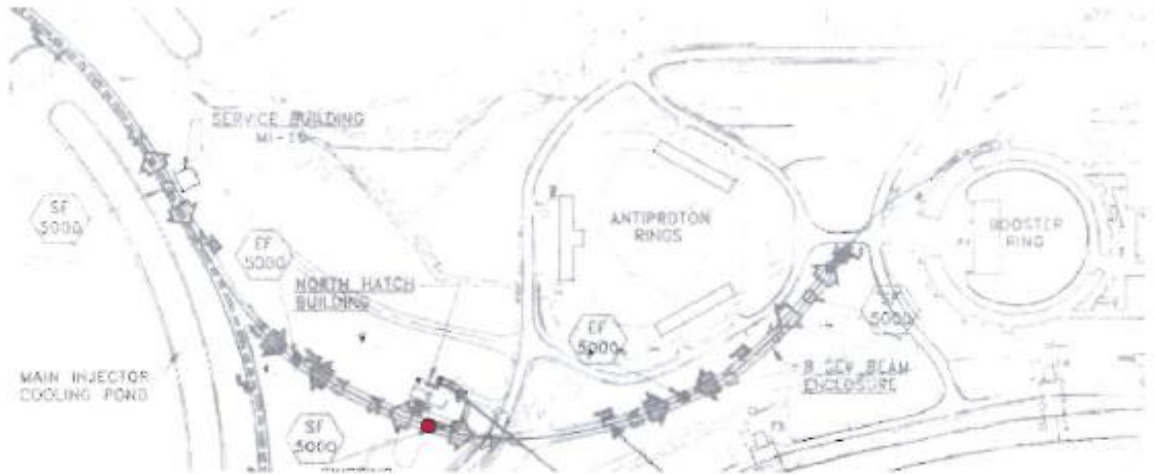 SERVICE BUILDING
MI-10
SF
5000
EF
5000
ANTIPROTON
RINGS
BOOSTER
RING
NORTH HATCH
BUILDING
EF
5000
5000
MAIN INJECTOR
COOLING POND
8 GEV BEAM
ENCLOSURE
SF
5000